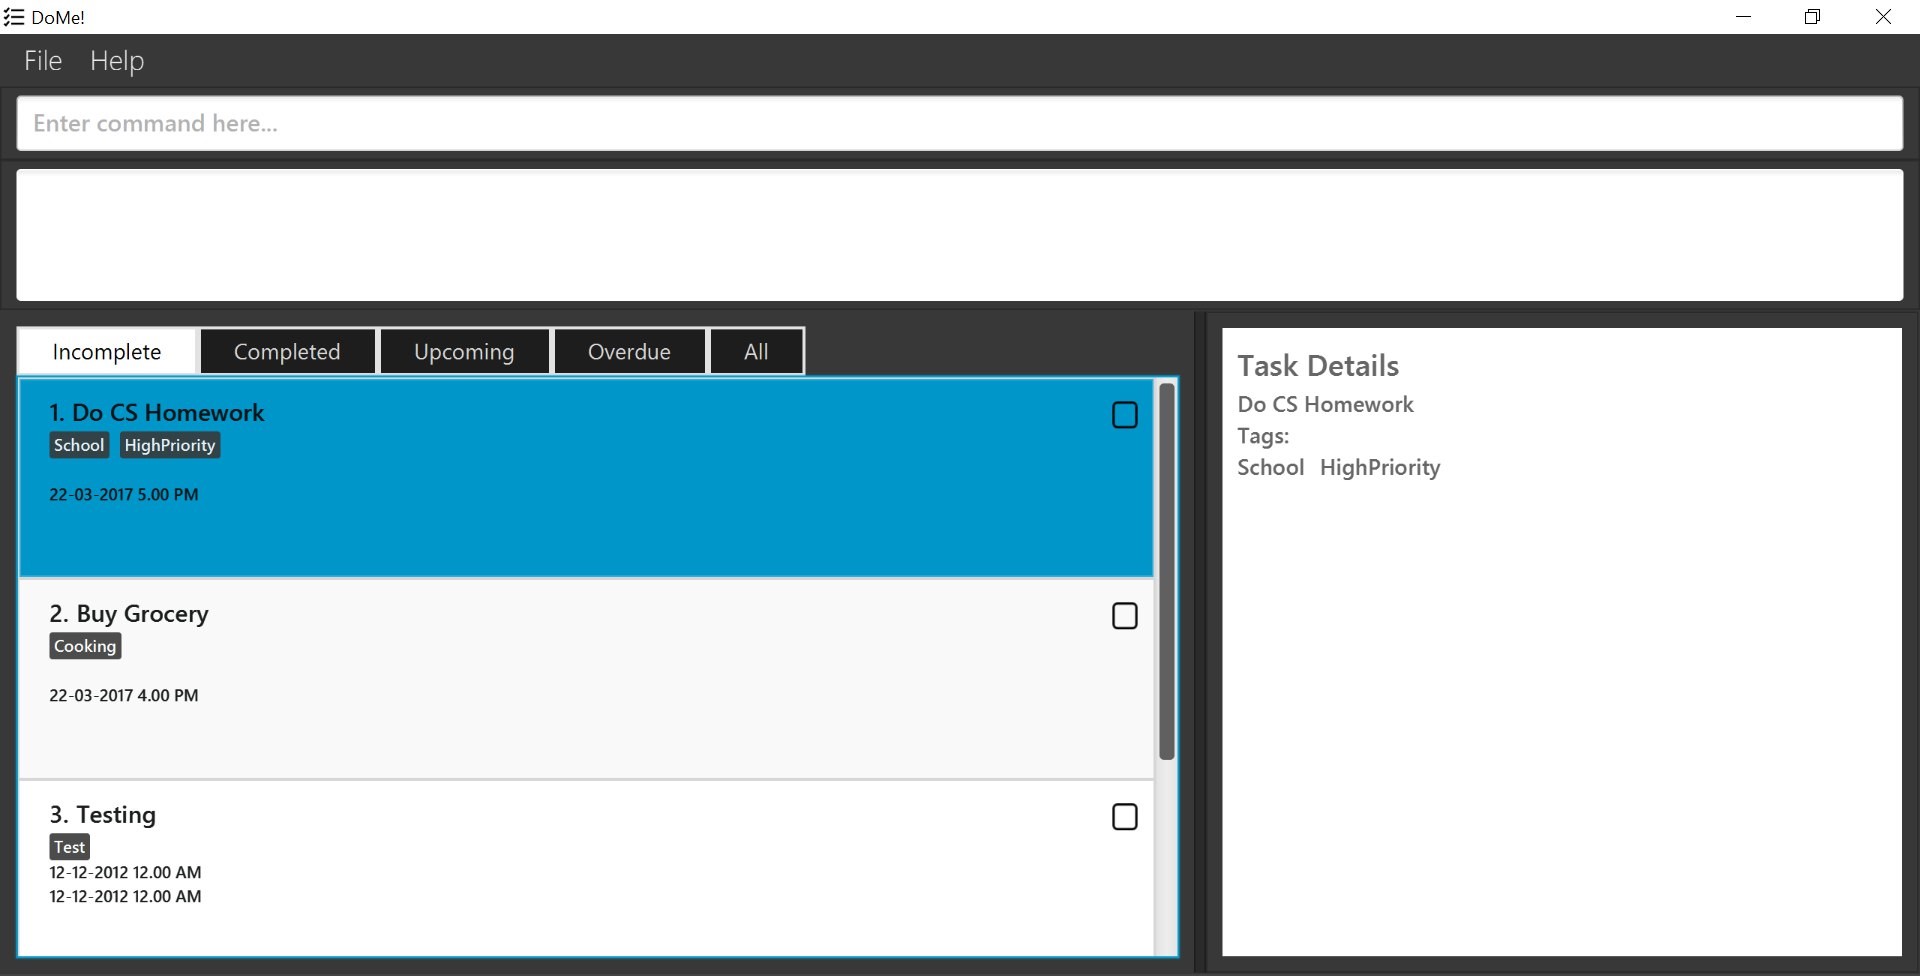 DoMe!
File Help
Enter command here...
Incomplete Completed Upcoming Overdue All
1. Do CS Homework
School HighPriority
22-03-2017 5.00 PM
2. Buy Grocery
Cooking
22-03-2017 4.00 PM
3. Testing
Test
12-12-2012 12.00 AM
12-12-2012 12.00 AM
Task Details
Do CS Homework
Tags:
School HighPriority